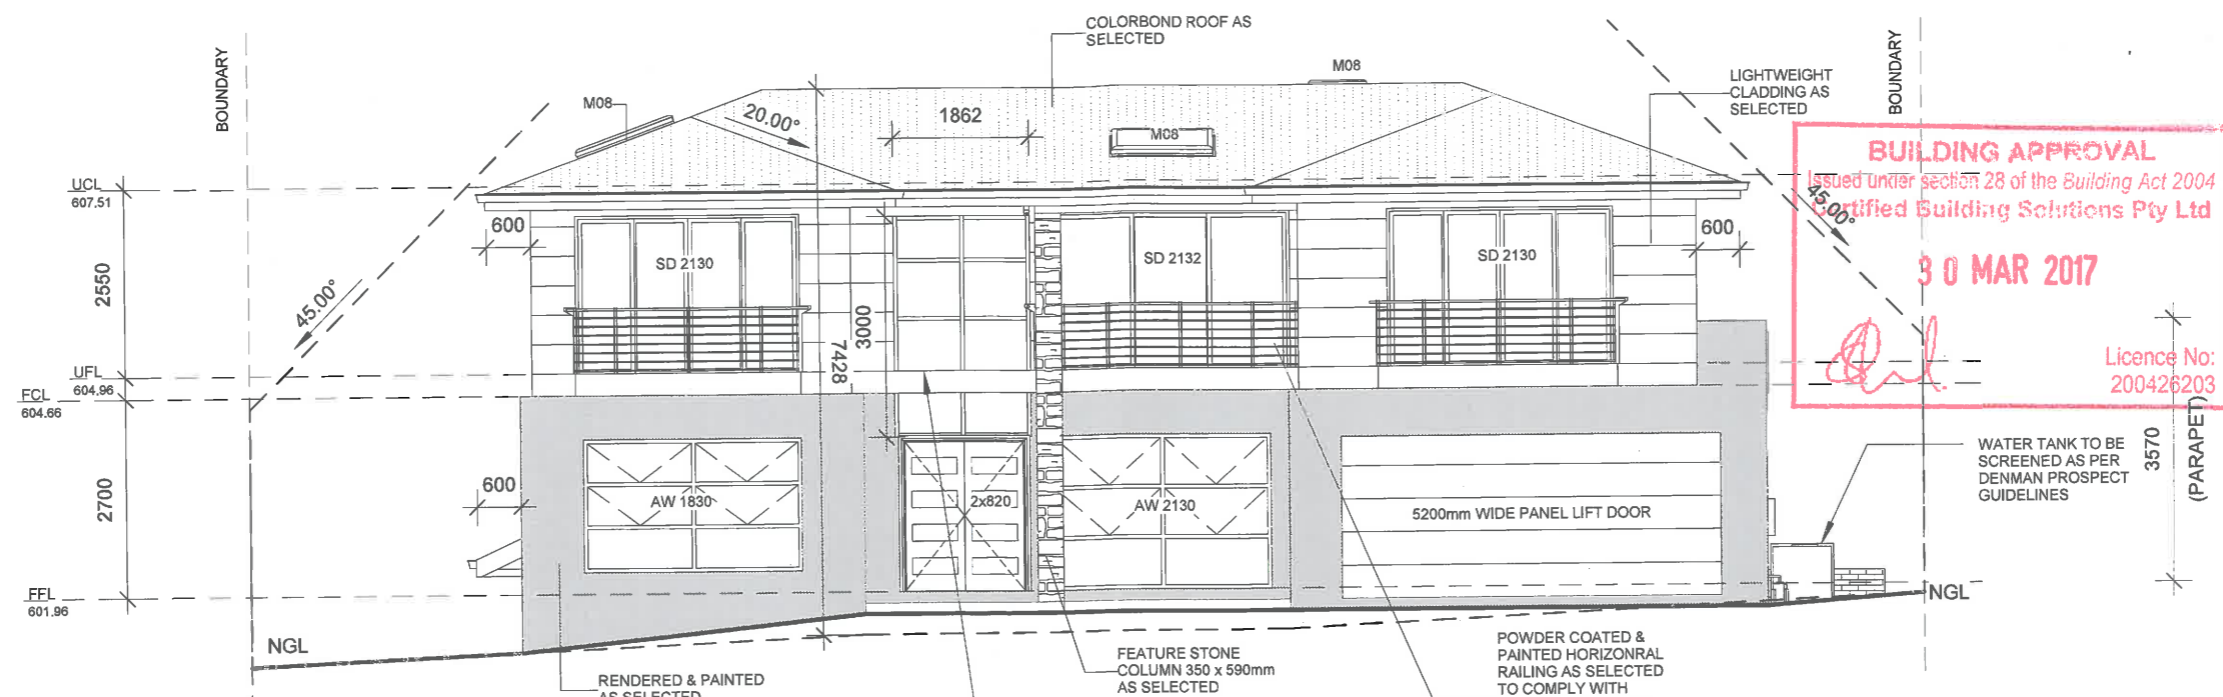 COLORBOND ROOF AS
SELECTED
BOUNDARY
BOUNDARY
M08
M08
M08
LIGHTWEIGHT
CLADDING AS
SELECTED
20.00°
1862
BUILDING APPROVAL
Issued under section 28 of the Building Act 2004
Certified Building Solutions Pty Ltd
30 MAR 2017
Licence No:
200426203
UCL
607.51
600
SD 2130
SD 2132
SD 2130
600
45.00°
45.00°
2550
3000
7428
UFL
604.96
FCL
604.66
3570
(PARAPET)
WATER TANK TO BE
SCREENED AS PER
DENMAN PROSPECT
GUIDELINES
600
2700
AW 1830
2x820
AW 2130
5200mm WIDE PANEL LIFT DOOR
FFL
601.96
NGL
NGL
RENDERED & PAINTED
AS SELECTED
FEATURE STONE
COLUMN 350 x 590mm
AS SELECTED
POWDER COATED &
PAINTED HORIZONRAL
RAILING AS SELECTED
TO COMPLY WITH